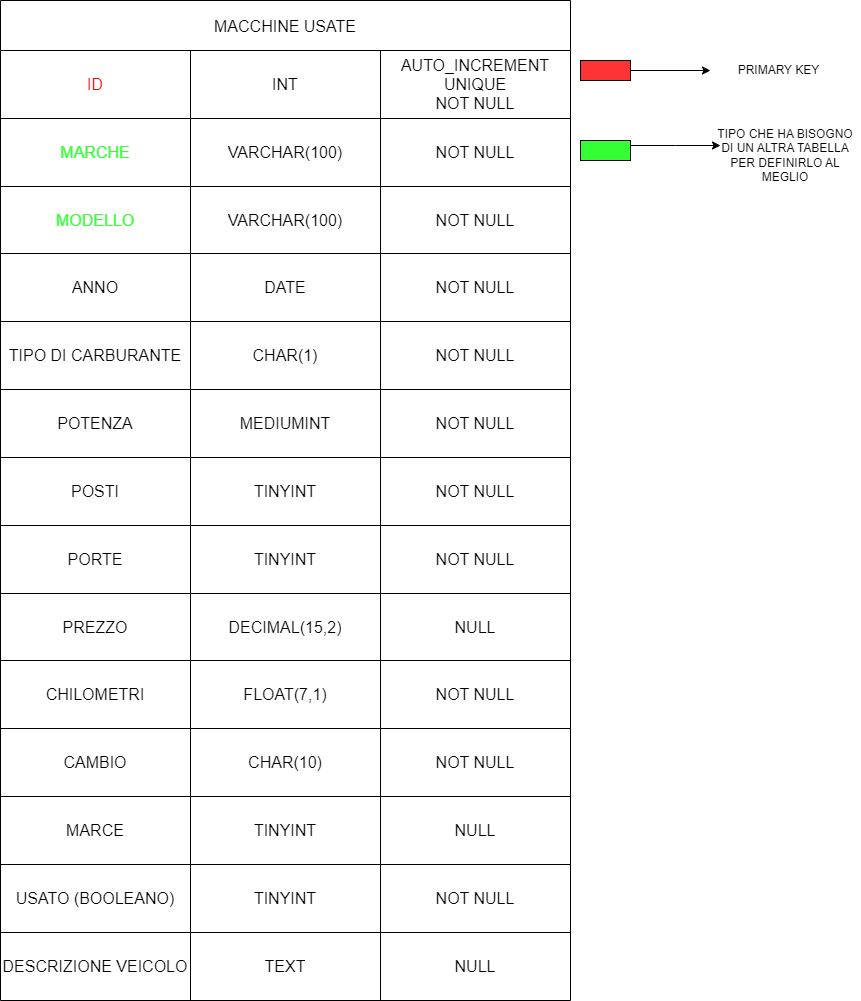 MACCHINE USATE
ID
INT
AUTO_INCREMENT
UNIQUE
NOT NULL
PRIMARY KEY
MARCHE
VARCHAR(100)
NOT NULL
TIPO CHE HA BISOGNO
DI UN ALTRA TABELLA
PER DEFINIRLO AL
MEGLIO
MODELLO
VARCHAR(100)
NOT NULL
ANNO
DATE
NOT NULL
TIPO DI CARBURANTE
CHAR(1)
NOT NULL
POTENZA
MEDIUMINT
NOT NULL
POSTI
TINYINT
NOT NULL
PORTE
TINYINT
NOT NULL
PREZZO
DECIMAL(15,2)
NULL
CHILOMETRI
FLOAT(7,1)
NOT NULL
CAMBIO
CHAR(10)
NOT NULL
MARCE
TINYINT
NULL
USATO (BOOLEANO)
TINYINT
NOT NULL
DESCRIZIONE VEICOLO
TEXT
NULL